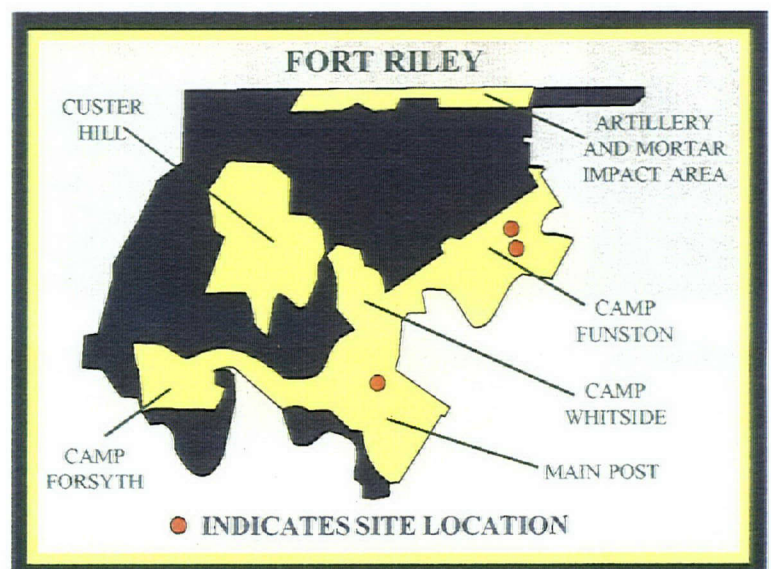 FORT RILEY
CUSTER
HILL
ARTILLERY
AND MORTAR
IMPACT AREA
CAMP
FUNSTON
CAMP
WHITSIDE
MAIN POST
CAMP
FORSYTH
INDICATES SITE LOCATION